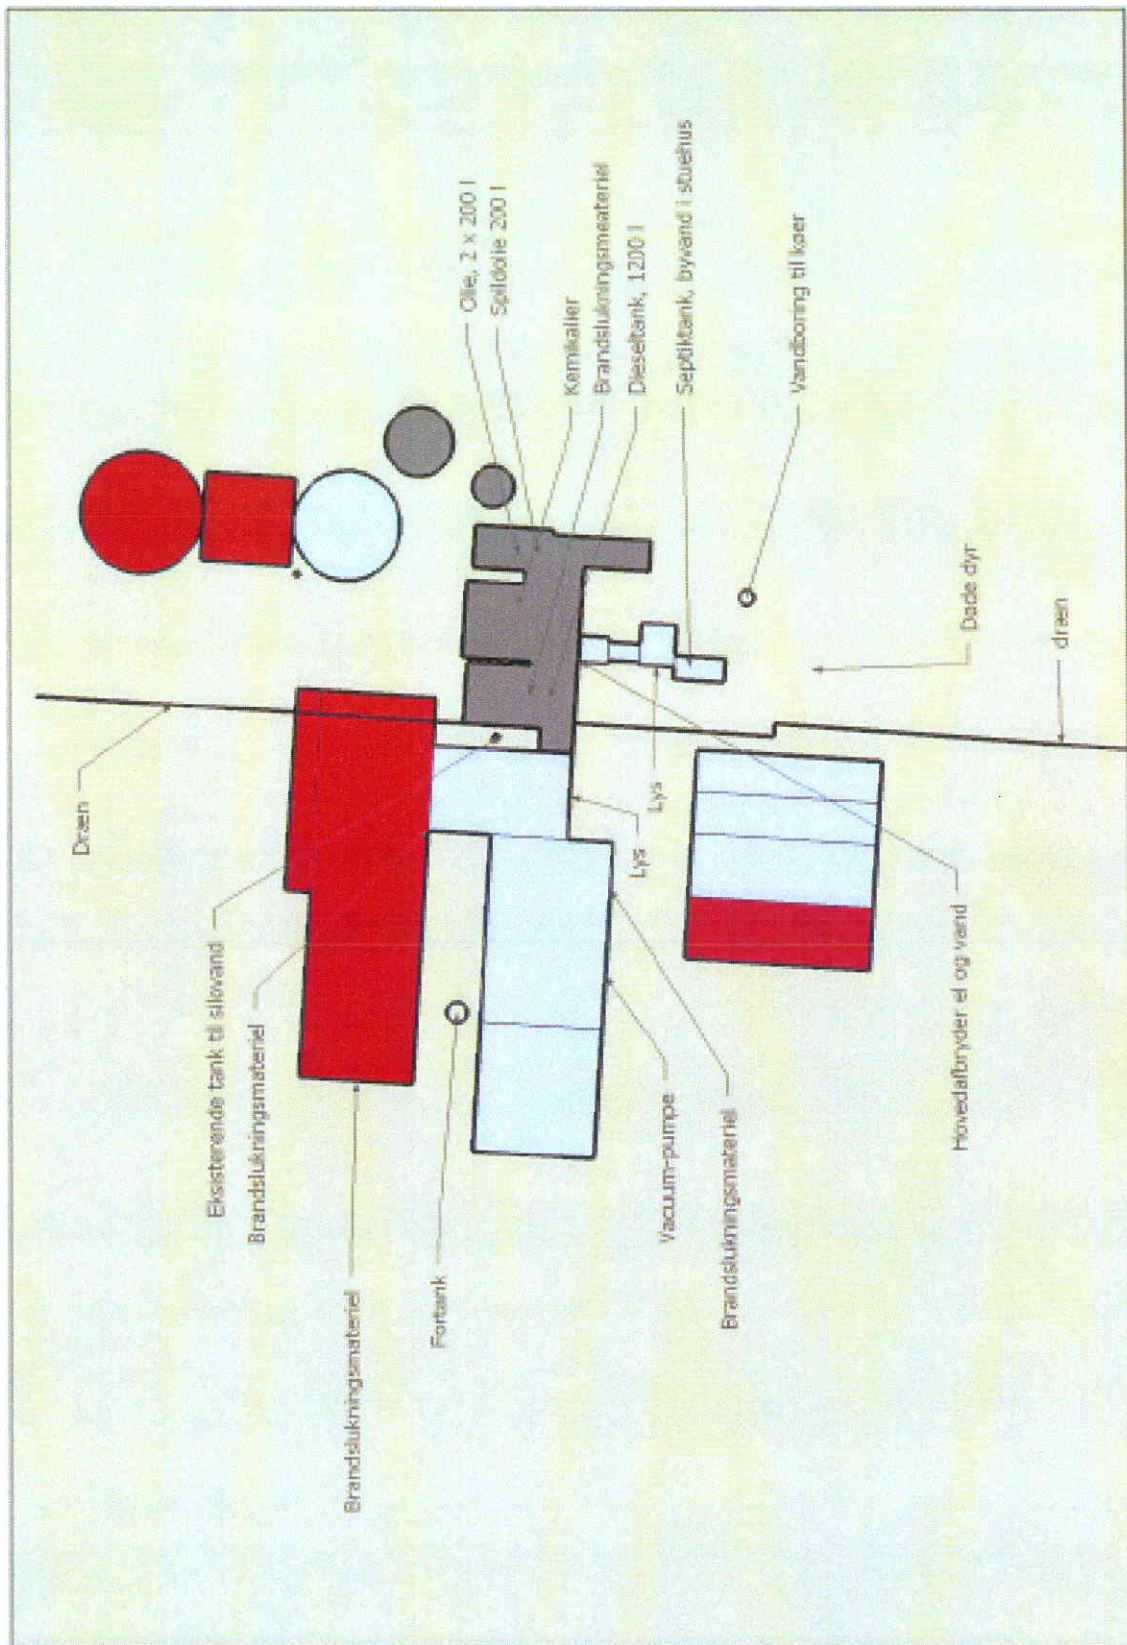 Olie, 2 x 200 l
Spildolie 200 l
Kemikalier
Brandslukningsmeateriel
Dieseltank, 1200 l
Septiktank, byvand i stuehus
Vandboring til køer
Døde dyr
dræn
Dræn
Lys
Lys
Eksisterende tank til silovand
Brandslukningsmateriel
Brandslukningsmateriel
Fortank
Vacuum-pumpe
Brandslukningsmateriel
Hovedafbryder el og vand